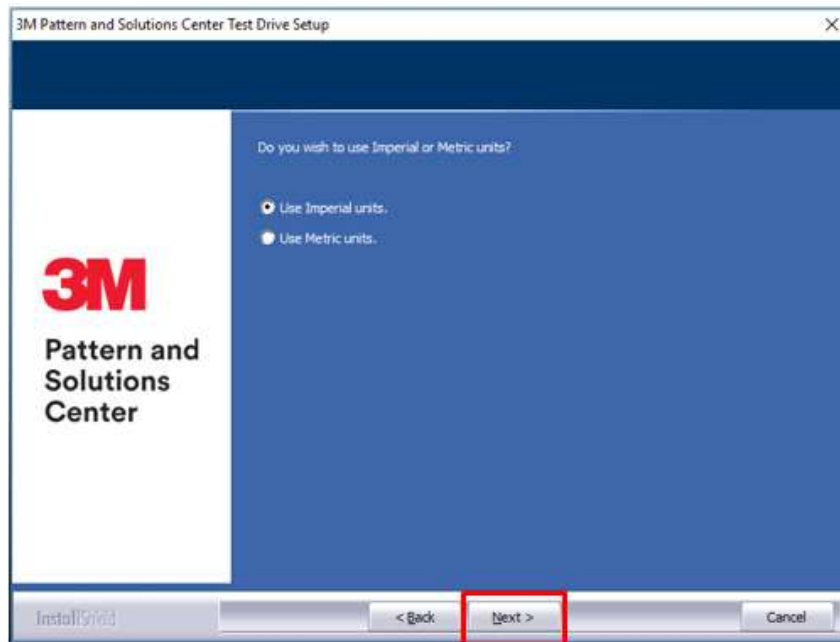 3M Pattern and Solutions Center Test Drive Setup
Do you wish to use Imperial or Metric units?
Use Imperial units.
Use Metric units.
3M
Pattern and
Solutions
Center
InstallShield
< Back
Next >
Cancel